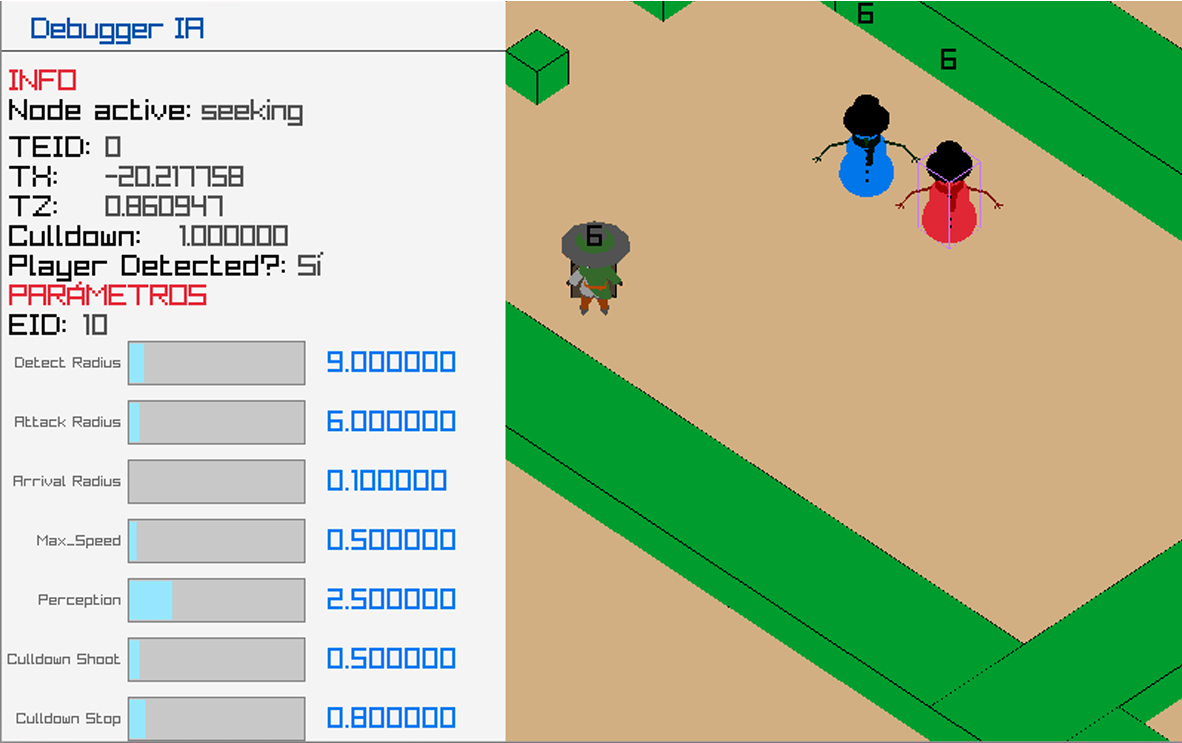 Debugger IA
INFO
Node active: seeking
TEID: 0
TX: -20.217758
TZ: 0.860947
Culldown: 1.000000
Player Detected?: Sí
PARÁMETROS
EID: 10
Detect Radius 9.000000
Attack Radius 6.000000
Arrival Radius 0.100000
Max_Speed 0.500000
Perception 2.500000
Culldown Shoot 0.500000
Culldown Stop 0.800000
6
6
6